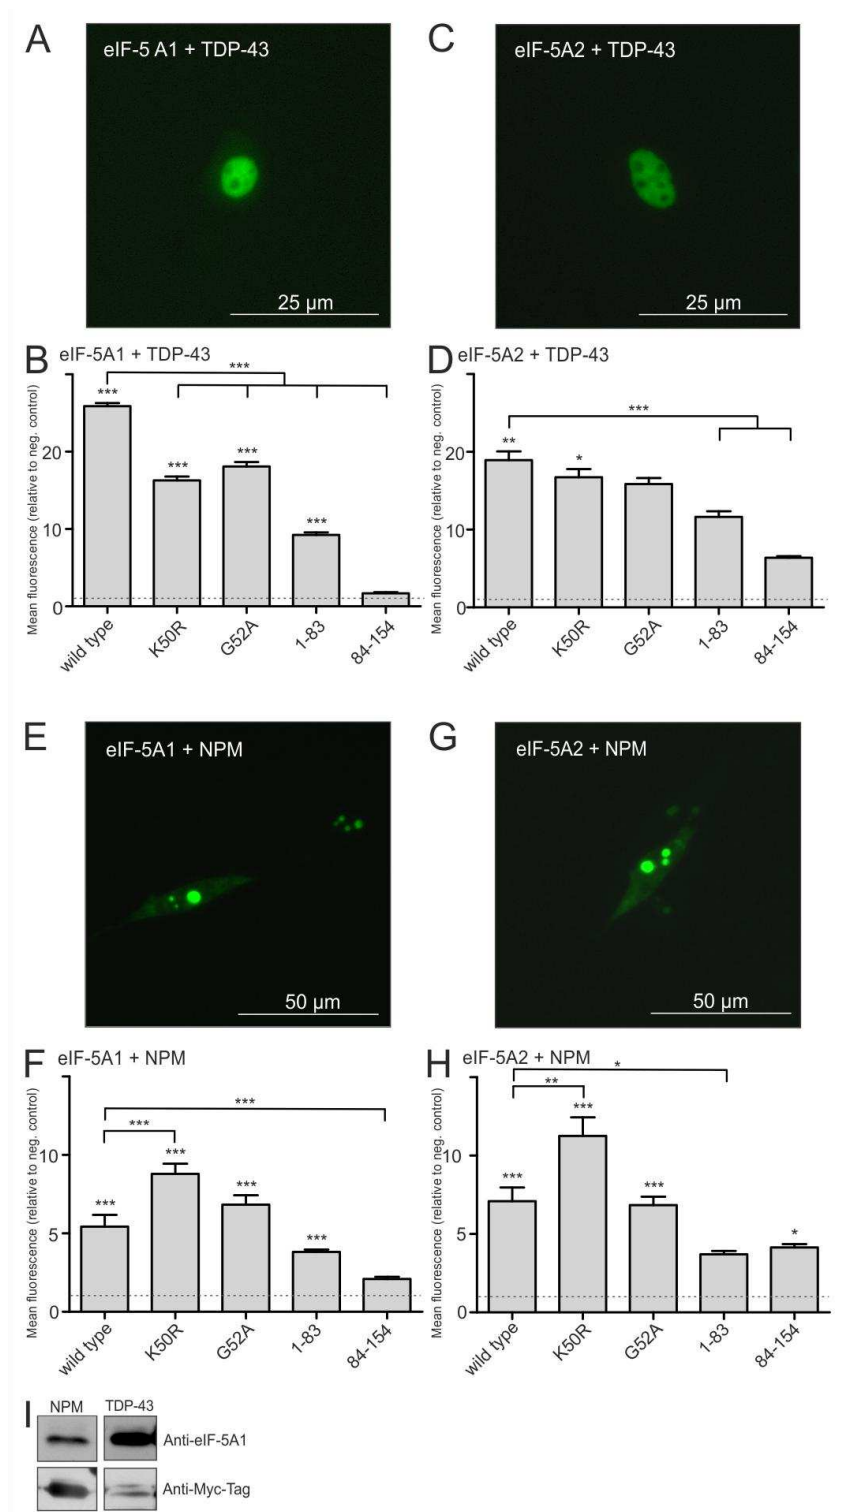 A
eIF-5 A1 + TDP-43
25 µm
C
eIF-5A2 + TDP-43
25 µm
B
eIF-5A1 + TDP-43
Mean fluorescence (relative to neg. control)
20
10
0
***
***
***
***
***
wild type
K50R
G52A
1-83
84-154
D
eIF-5A2 + TDP-43
Mean fluorescence (relative to neg. control)
20
10
0
***
**
*
wild type
K50R
G52A
1-83
84-154
E
eIF-5A1 + NPM
50 µm
G
eIF-5A2 + NPM
50 µm
F
eIF-5A1 + NPM
Mean fluorescence (relative to neg. control)
10
5
0
***
***
***
***
***
***
wild type
K50R
G52A
1-83
84-154
H
eIF-5A2 + NPM
Mean fluorescence (relative to neg. control)
10
5
0
*
**
***
***
***
*
wild type
K50R
G52A
1-83
84-154
I
NPM
TDP-43
Anti-eIF-5A1
Anti-Myc-Tag